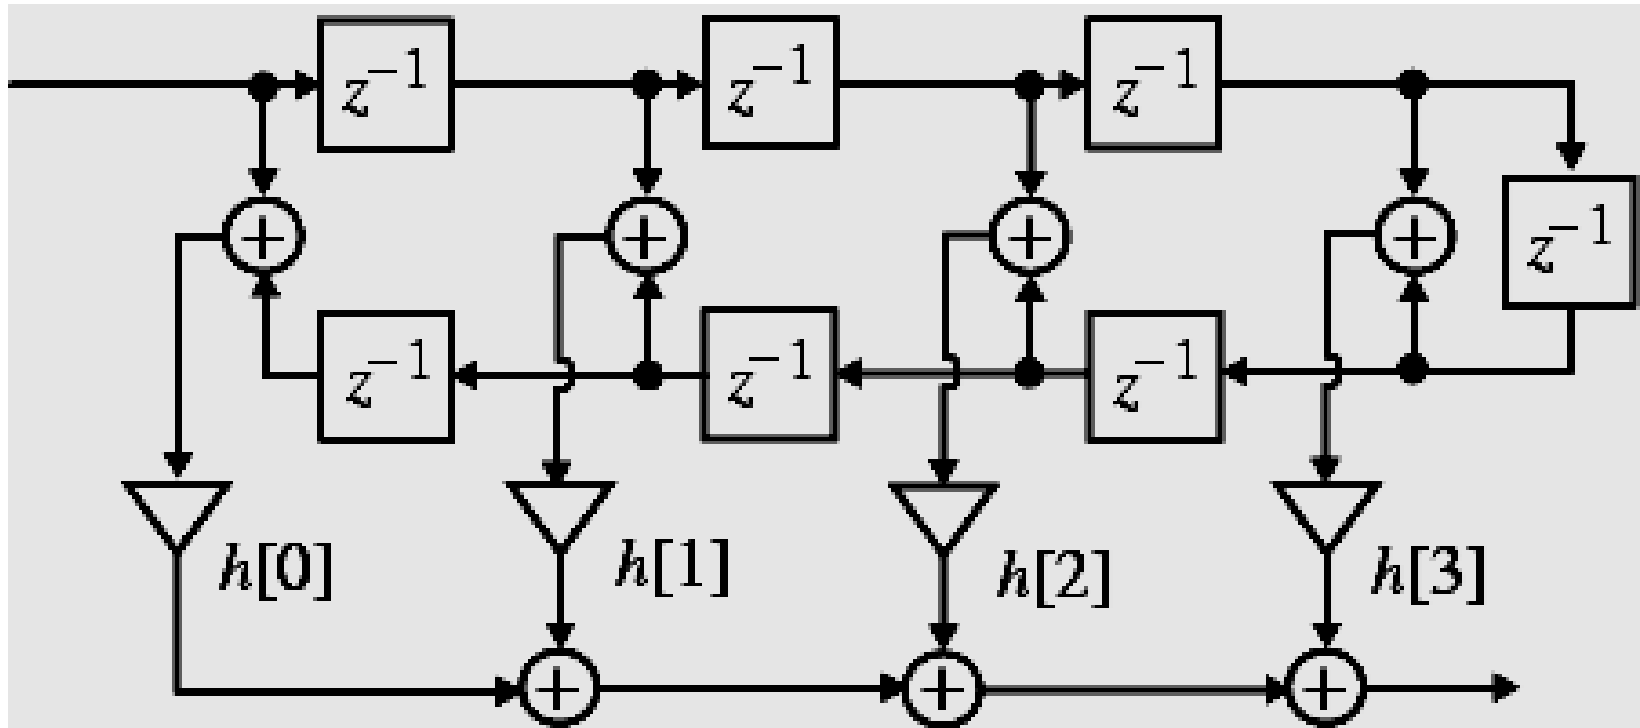 z⁻¹ z⁻¹ z⁻¹
+ + + + z⁻¹
z⁻¹ z⁻¹ z⁻¹
h[0] h[1] h[2] h[3]
+ + +